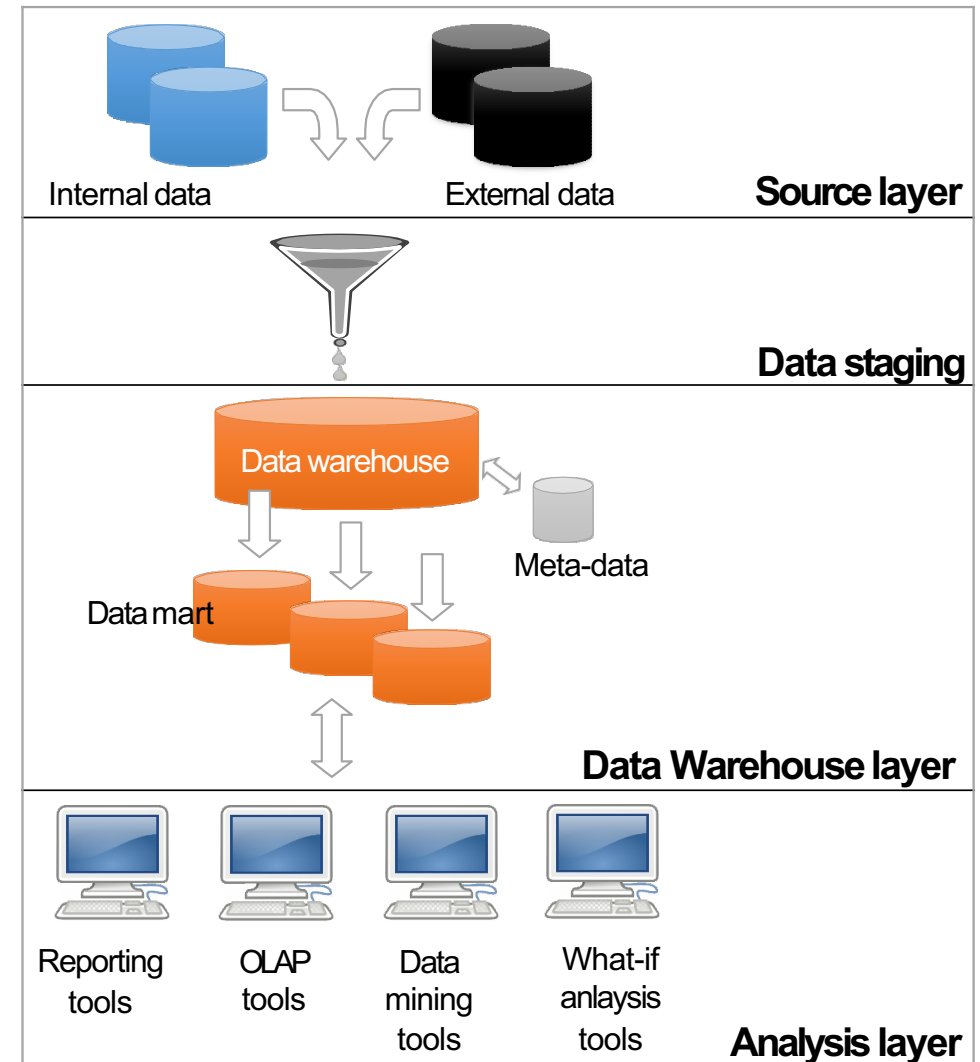 Internal data
External data
Source layer
Data staging
Data warehouse
Meta-data
Data mart
Data Warehouse layer
Reporting
tools
OLAP
tools
Data
mining
tools
What-if
anlaysis
tools
Analysis layer